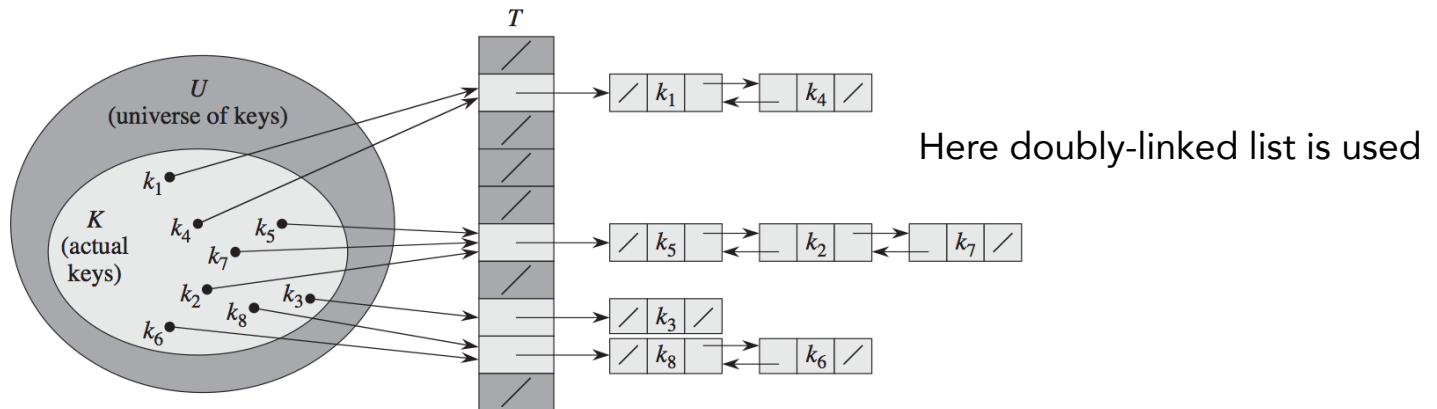 T
U
(universe of keys)
k1
k4
k5
k7
k2
k8
k3
k6
K
(actual
keys)
/
/ k1
k4 /
/
/
/
/ k5
k2
k7 /
/
/ k3 /
/ k8
k6 /
/
Here doubly-linked list is used